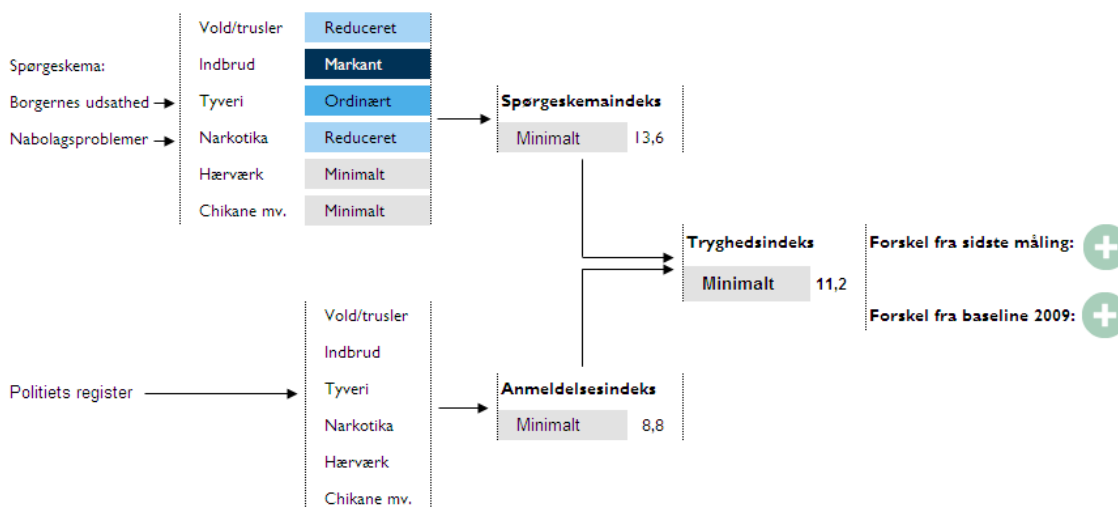 Vold/trusler Reduceret
Spørgeskema:
Indbrud Markant
Borgernes udsathed
Tyveri Ordinært
Nabolagsproblemer
Narkotika Reduceret
Hærværk Minimalt
Chikane mv. Minimalt
Spørgeskemaindeks
Minimalt 13,6
Tryghedsindeks
Minimalt 11,2
Forskel fra sidste måling:
Forskel fra baseline 2009:
Politiets register
Vold/trusler
Indbrud
Tyveri
Narkotika
Hærværk
Chikane mv.
Anmeldelsesindeks
Minimalt 8,8